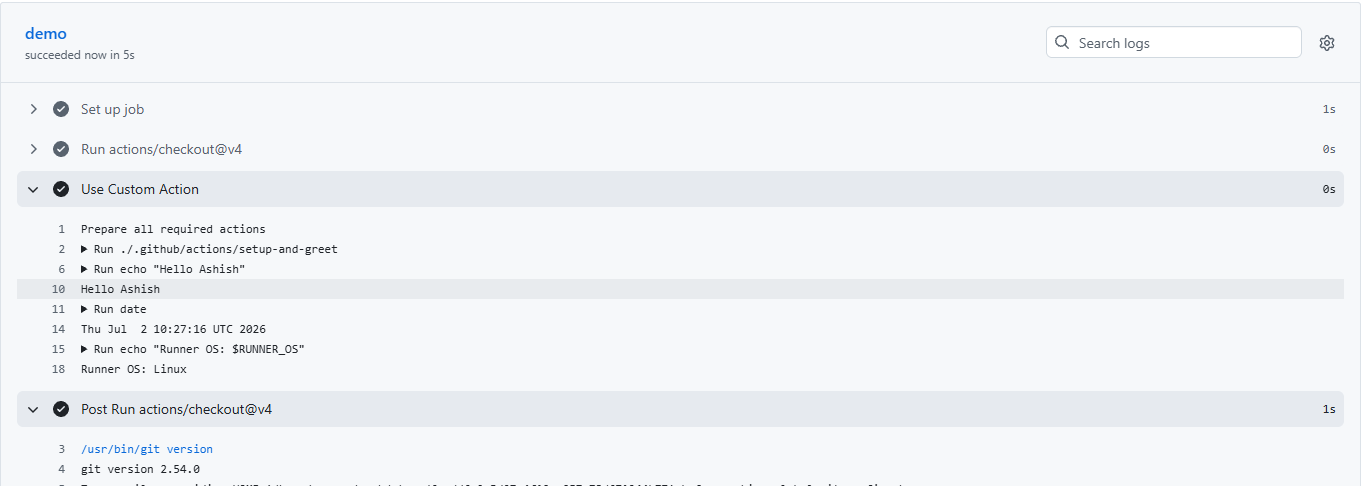 demo
succeeded now in 5s
Search logs
Set up job 1s
Run actions/checkout@v4 0s
Use Custom Action 0s
1 Prepare all required actions
2 ▶ Run ./.github/actions/setup-and-greet
6 ▶ Run echo "Hello Ashish"
10 Hello Ashish
11 ▶ Run date
14 Thu Jul  2 10:27:16 UTC 2026
15 ▶ Run echo "Runner OS: $RUNNER_OS"
18 Runner OS: Linux
Post Run actions/checkout@v4 1s
3 /usr/bin/git version
4 git version 2.54.0